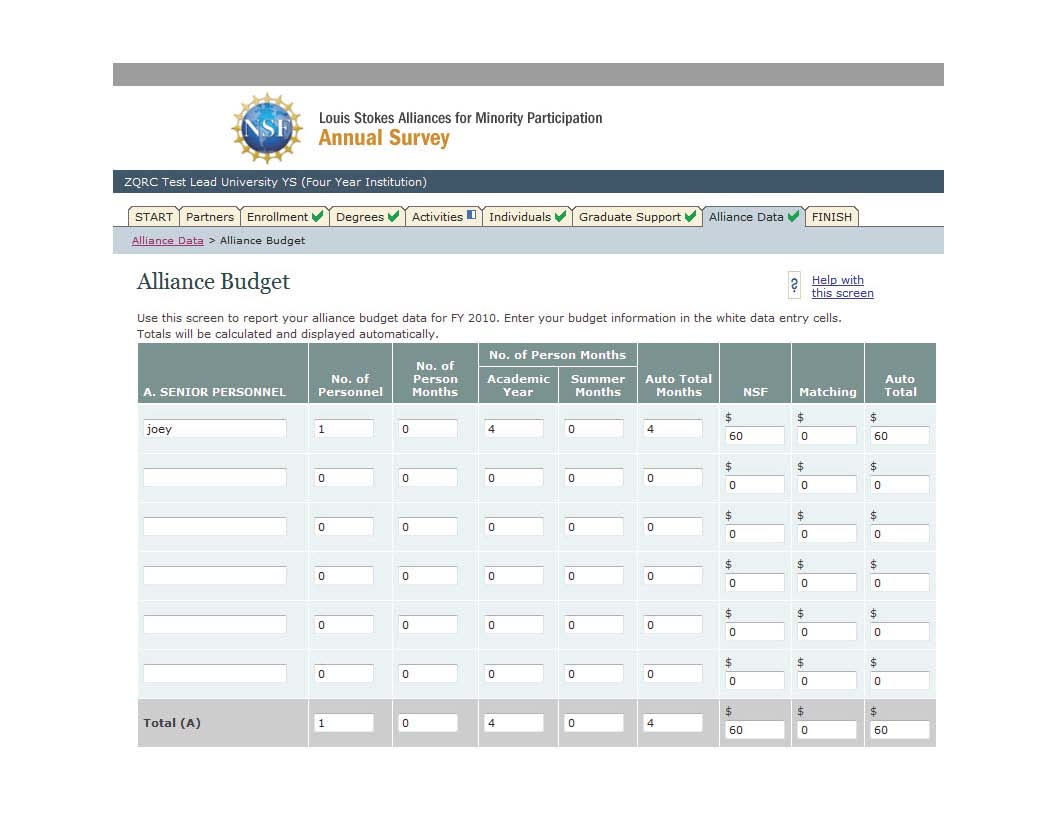 NSF
Louis Stokes Alliances for Minority Participation
Annual Survey
ZQRC Test Lead University YS (Four Year Institution)
START Partners Enrollment Degrees Activities Individuals Graduate Support Alliance Data FINISH
Alliance Data > Alliance Budget
Alliance Budget
? Help with
this screen
Use this screen to report your alliance budget data for FY 2010. Enter your budget information in the white data entry cells.
Totals will be calculated and displayed automatically.
A. SENIOR PERSONNEL No. of Personnel No. of Person Months No. of Person Months Academic Year Summer Months Auto Total Months NSF Matching Auto Total
joey 1 0 4 0 4 $ 60 $ 0 $ 60
0 0 0 0 0 $ 0 $ 0 $ 0
0 0 0 0 0 $ 0 $ 0 $ 0
0 0 0 0 0 $ 0 $ 0 $ 0
0 0 0 0 0 $ 0 $ 0 $ 0
0 0 0 0 0 $ 0 $ 0 $ 0
Total (A) 1 0 4 0 4 $ 60 $ 0 $ 60